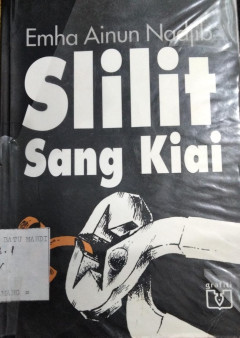 Emha Ainun Nadjib
Slilit
Sang Kiai
grafiti